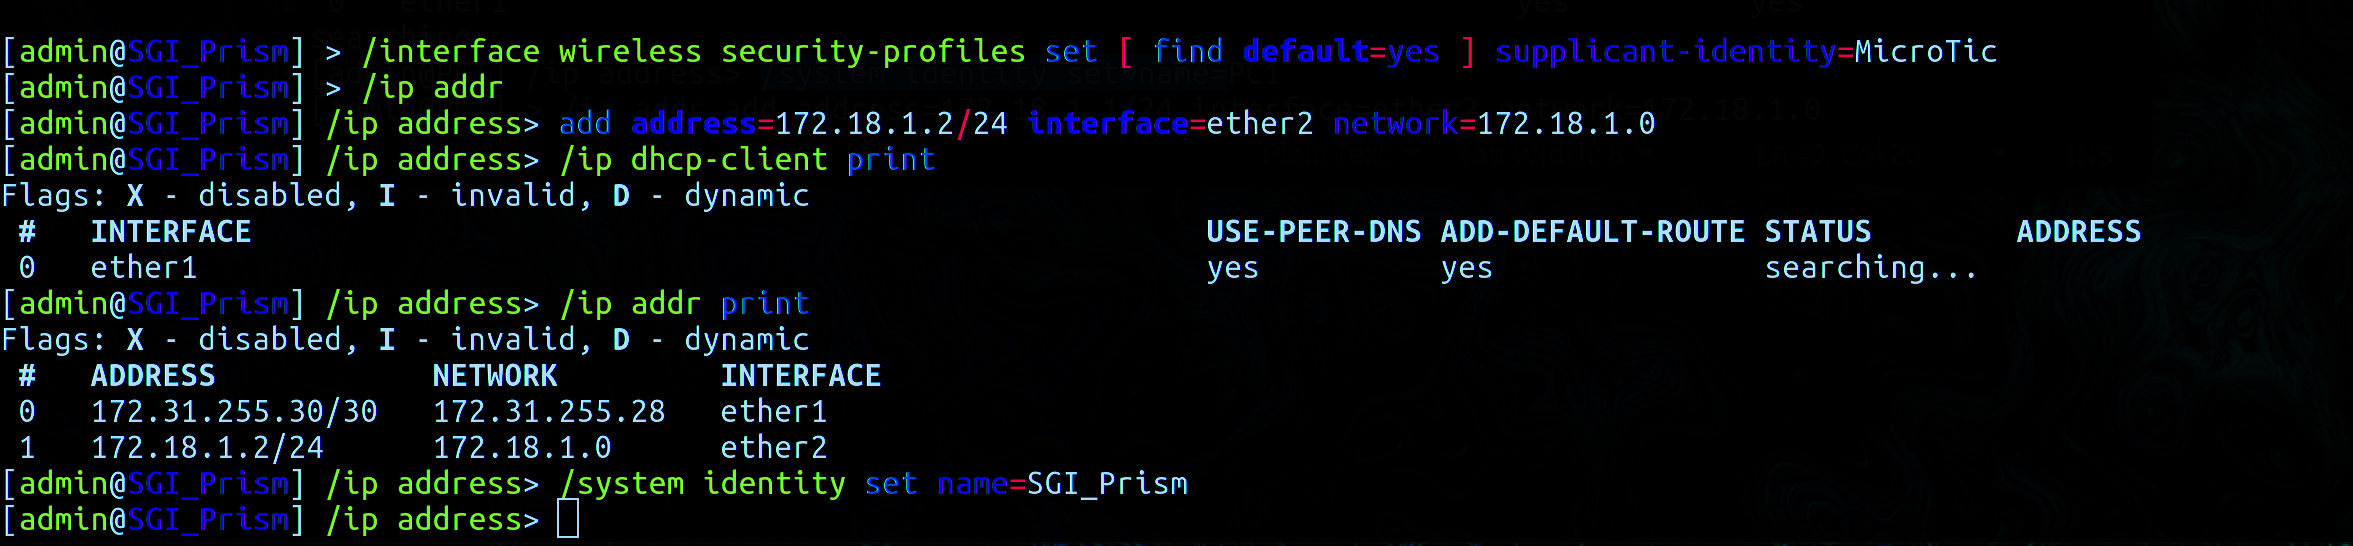 [admin@SGI_Prism] > /interface wireless security-profiles set [ find default=yes ] supplicant-identity=MicroTic
[admin@SGI_Prism] > /ip addr
[admin@SGI_Prism] /ip address> add address=172.18.1.2/24 interface=ether2 network=172.18.1.0
[admin@SGI_Prism] /ip address> /ip dhcp-client print
Flags: X - disabled, I - invalid, D - dynamic
#   INTERFACE   USE-PEER-DNS ADD-DEFAULT-ROUTE STATUS   ADDRESS
0   ether1   yes   yes   searching...
[admin@SGI_Prism] /ip address> /ip addr print
Flags: X - disabled, I - invalid, D - dynamic
#   ADDRESS   NETWORK   INTERFACE
0   172.31.255.30/30   172.31.255.28   ether1
1   172.18.1.2/24   172.18.1.0   ether2
[admin@SGI_Prism] /ip address> /system identity set name=SGI_Prism
[admin@SGI_Prism] /ip address>